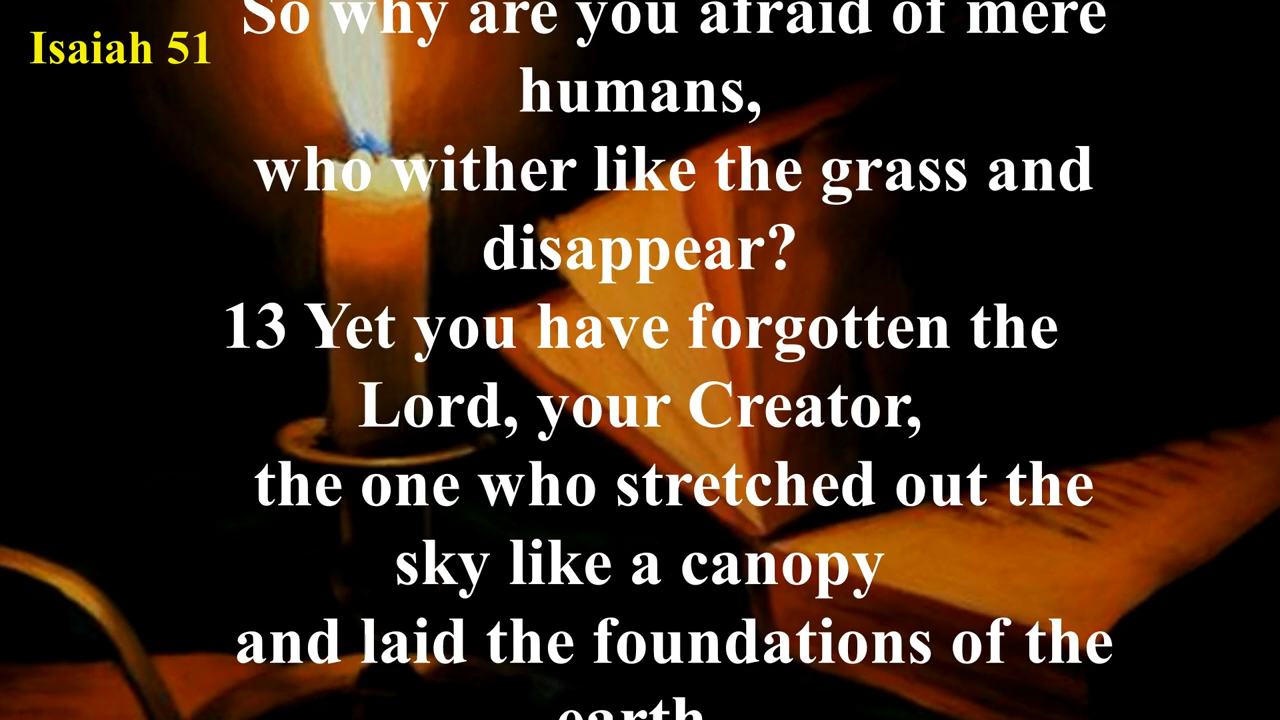 Isaiah 51
So why are you afraid of mere
humans,
who wither like the grass and
disappear?
13 Yet you have forgotten the
Lord, your Creator,
the one who stretched out the
sky like a canopy
and laid the foundations of the
earth